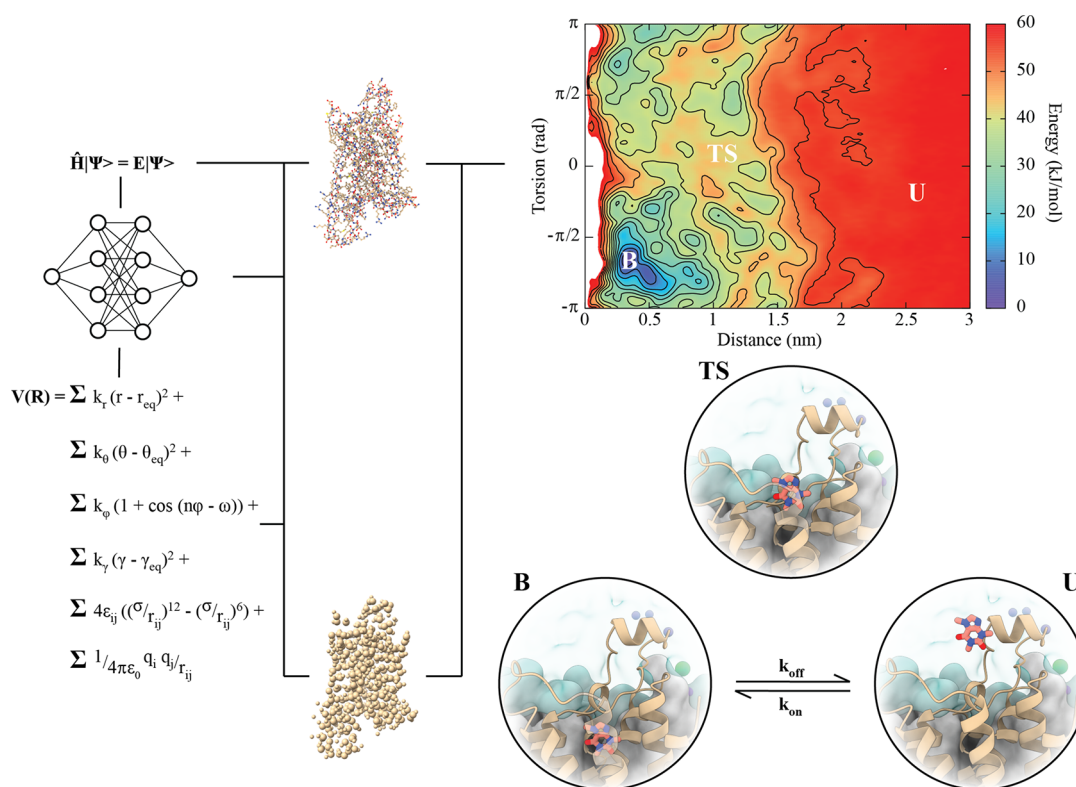 Ĥ|Ψ> = E|Ψ>
V(R) = Σ kᵣ (r - r_eq)² +
Σ k_θ (θ - θ_eq)² +
Σ k_φ (1 + cos (nφ - ω)) +
Σ k_γ (γ - γ_eq)² +
Σ 4ε_ij ((σ/r_ij)¹² - (σ/r_ij)⁶) +
Σ 1/4πε₀ q_i q_j/r_ij
π
π/2
0
-π/2
-π
Torsion (rad)
0
0.5
1
1.5
2
2.5
3
Distance (nm)
TS
U
B
60
50
40
30
20
10
0
Energy (kJ/mol)
TS
B
U
k_off
k_on